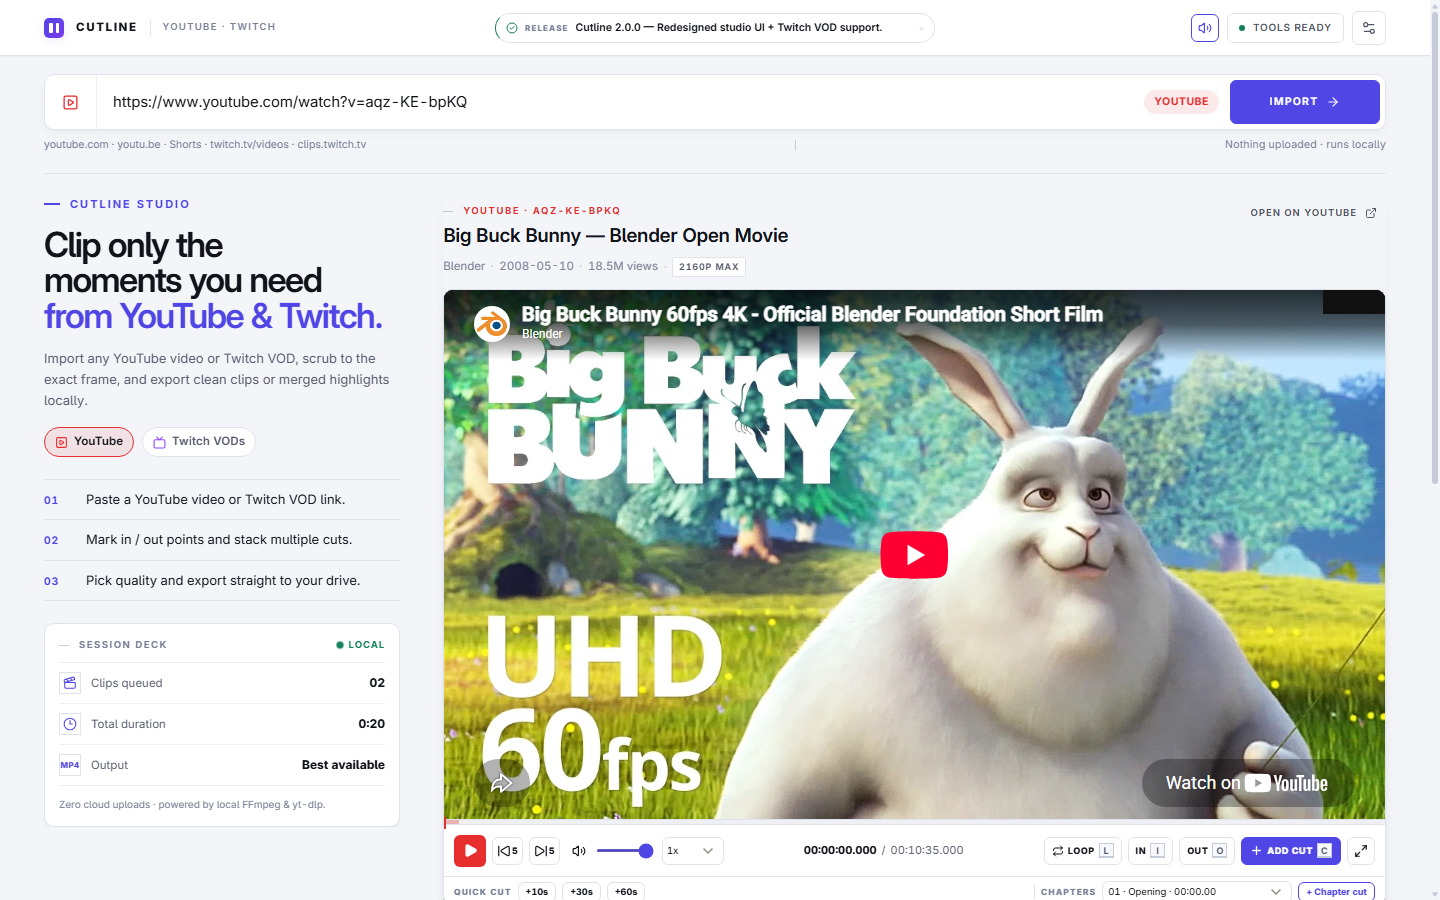 CUTLINE
YOUTUBE · TWITCH
RELEASE Cutline 2.0.0 — Redesigned studio UI + Twitch VOD support.
TOOLS READY
https://www.youtube.com/watch?v=aqz-KE-bpKQ
YOUTUBE
IMPORT
youtube.com · youtu.be · Shorts · twitch.tv/videos · clips.twitch.tv
Nothing uploaded · runs locally
— CUTLINE STUDIO
Clip only the
moments you need
from YouTube & Twitch.
Import any YouTube video or Twitch VOD, scrub to the
exact frame, and export clean clips or merged highlights
locally.
YouTube
Twitch VODs
01 Paste a YouTube video or Twitch VOD link.
02 Mark in / out points and stack multiple cuts.
03 Pick quality and export straight to your drive.
— SESSION DECK
LOCAL
Clips queued 02
Total duration 0:20
MP4 Output Best available
Zero cloud uploads · powered by local FFmpeg & yt-dlp.
— YOUTUBE · AQZ-KE-BPKQ
OPEN ON YOUTUBE
Big Buck Bunny — Blender Open Movie
Blender · 2008-05-10 · 18.5M views · 2160P MAX
Big Buck Bunny 60fps 4K - Official Blender Foundation Short Film
Blender
Big Buck
BUNNY
UHD
60fps
Watch on YouTube
5 5 1x
00:00:00.000 / 00:10:35.000
LOOP L
IN I
OUT O
ADD CUT C
QUICK CUT +10s +30s +60s
CHAPTERS 01 · Opening · 00:00.00
+ Chapter cut